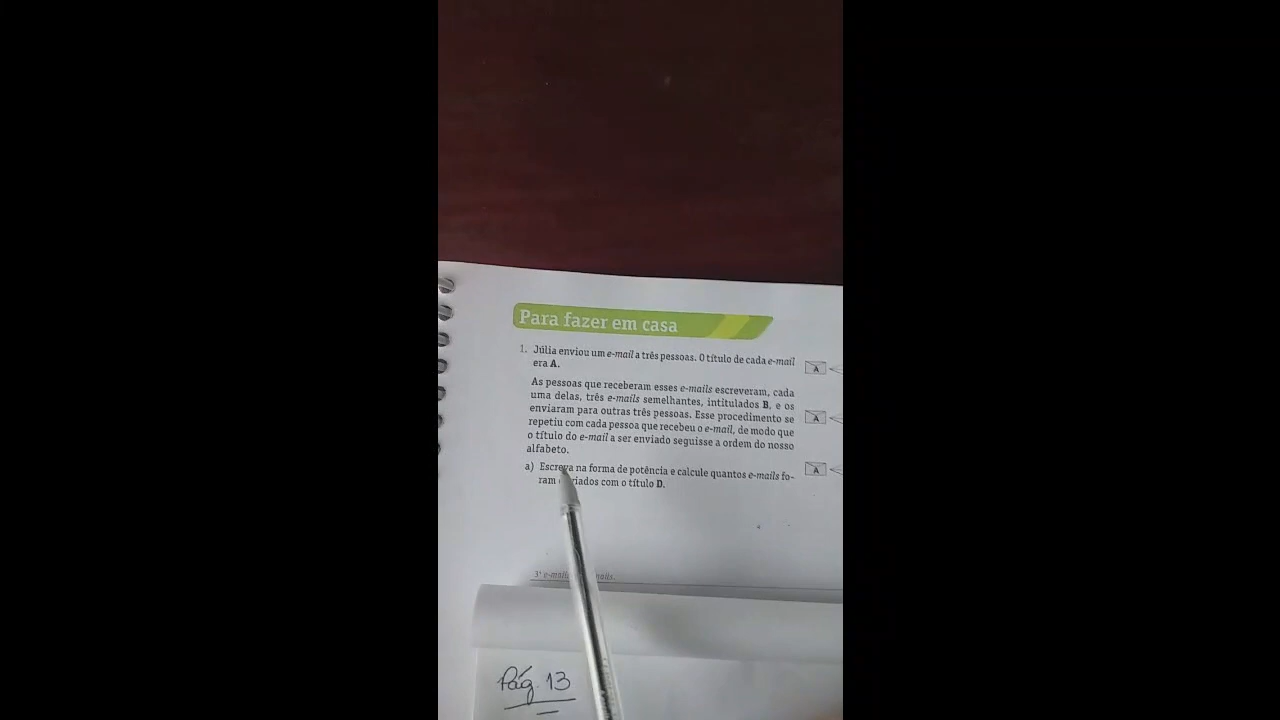 Para fazer em casa
1. Júlia enviou um e-mail a três pessoas. O título de cada e-mail
era A.
As pessoas que receberam esses e-mails escreveram, cada
uma delas, três e-mails semelhantes, intitulados B, e os
enviaram para outras três pessoas. Esse procedimento se
repetiu com cada pessoa que recebeu o e-mail, de modo que
o título do e-mail a ser enviado seguisse a ordem do nosso
alfabeto.
a) Escreva na forma de potência e calcule quantos e-mails fo-
ram com o título D.
A
A
A
e-mails
Pág. 13